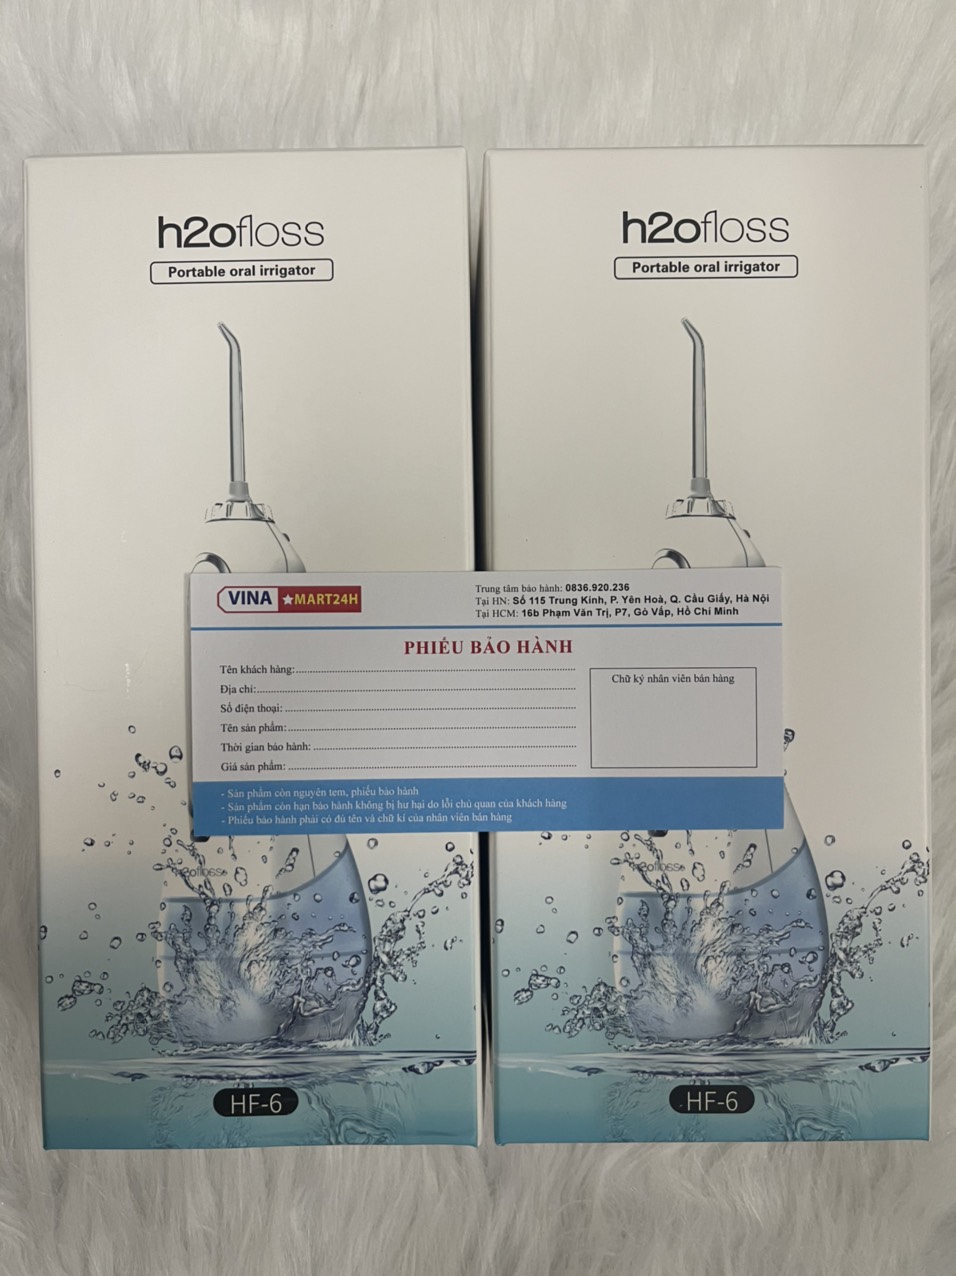 h2ofloss
Portable oral irrigator
h2ofloss
Portable oral irrigator
VINA MART24H
Trung tâm bảo hành: 0836.920.236
Tại HN: Số 115 Trung Kính, P. Yên Hoà, Q. Cầu Giấy, Hà Nội
Tại HCM: 16b Phạm Văn Trị, P7, Gò Vấp, Hồ Chí Minh
PHIẾU BẢO HÀNH
Tên khách hàng:
Địa chỉ:
Số điện thoại:
Tên sản phẩm:
Thời gian bảo hành:
Giá sản phẩm:
Chữ ký nhân viên bán hàng
- Sản phẩm còn nguyên tem, phiếu bảo hành
- Sản phẩm còn hạn bảo hành không bị hư hại do lỗi chủ quan của khách hàng
- Phiếu bảo hành phải có đủ tên và chữ kí của nhân viên bán hàng
h2ofloss
h2ofloss
HF-6
HF-6